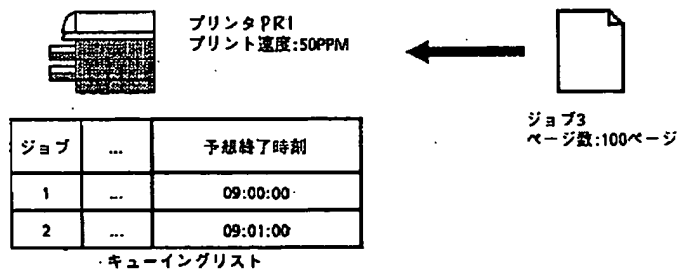 プリンタPR1
プリント速度:50PPM
ジョブ3
ページ数:100ページ
ジョブ ... 予想終了時刻
1 ... 09:00:00
2 ... 09:01:00
キューイングリスト